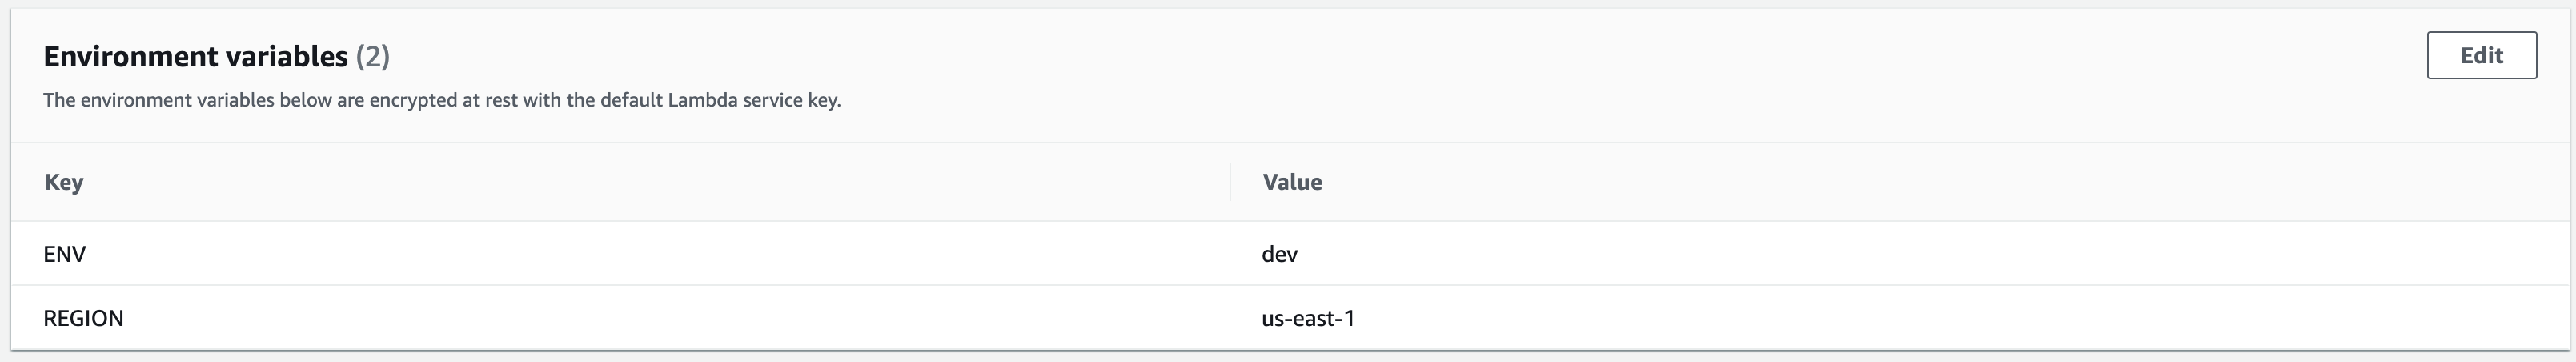 Environment variables (2)
Edit
The environment variables below are encrypted at rest with the default Lambda service key.
Key Value
ENV dev
REGION us-east-1